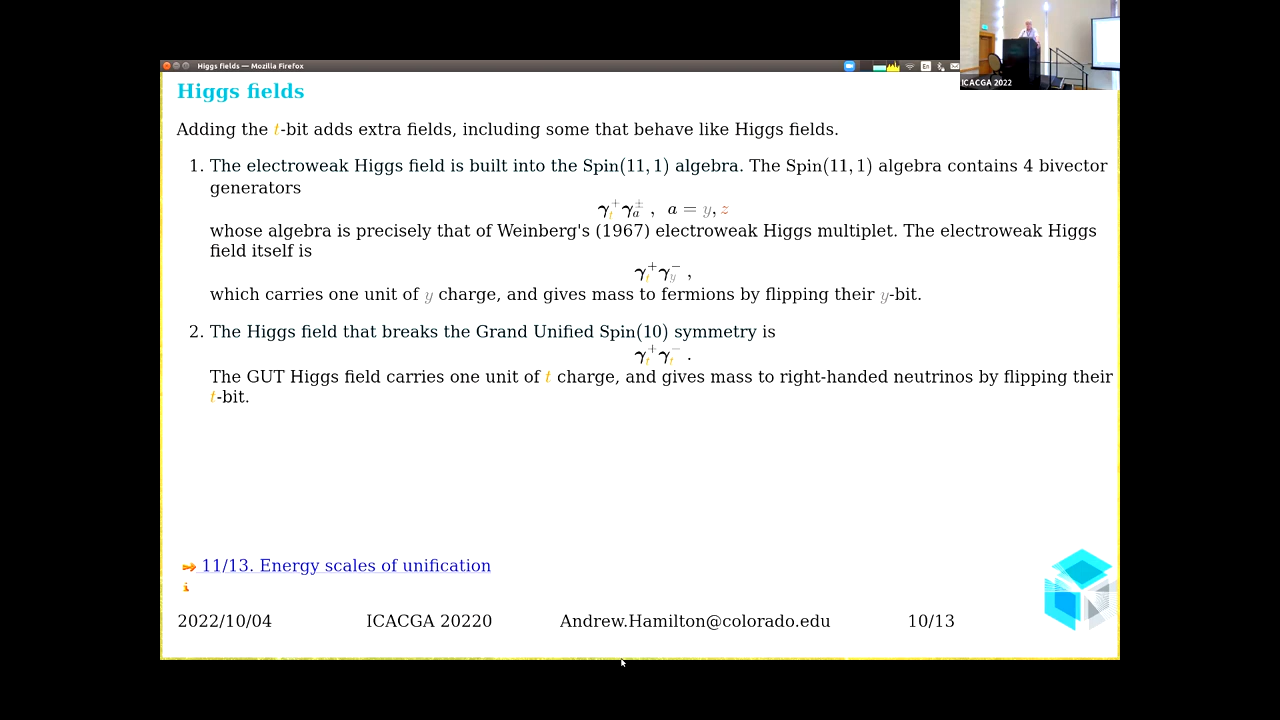 Higgs fields — Mozilla Firefox
En
ICACGA 2022
Higgs fields
Adding the t-bit adds extra fields, including some that behave like Higgs fields.
1. The electroweak Higgs field is built into the Spin(11, 1) algebra. The Spin(11, 1) algebra contains 4 bivector
generators
γ_t^+ γ_a^± , a = y, z
whose algebra is precisely that of Weinberg's (1967) electroweak Higgs multiplet. The electroweak Higgs
field itself is
γ_t^+ γ_y^- ,
which carries one unit of y charge, and gives mass to fermions by flipping their y-bit.
2. The Higgs field that breaks the Grand Unified Spin(10) symmetry is
γ_t^+ γ_t^- .
The GUT Higgs field carries one unit of t charge, and gives mass to right-handed neutrinos by flipping their
t-bit.
11/13. Energy scales of unification
i
2022/10/04 ICACGA 20220 Andrew.Hamilton@colorado.edu 10/13